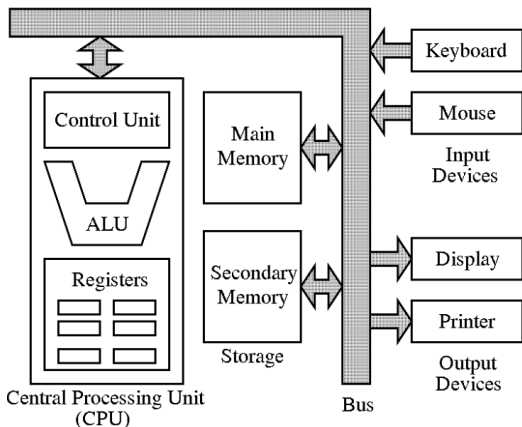 Control Unit
ALU
Registers
Central Processing Unit
(CPU)
Main
Memory
Secondary
Memory
Storage
Bus
Keyboard
Mouse
Input
Devices
Display
Printer
Output
Devices